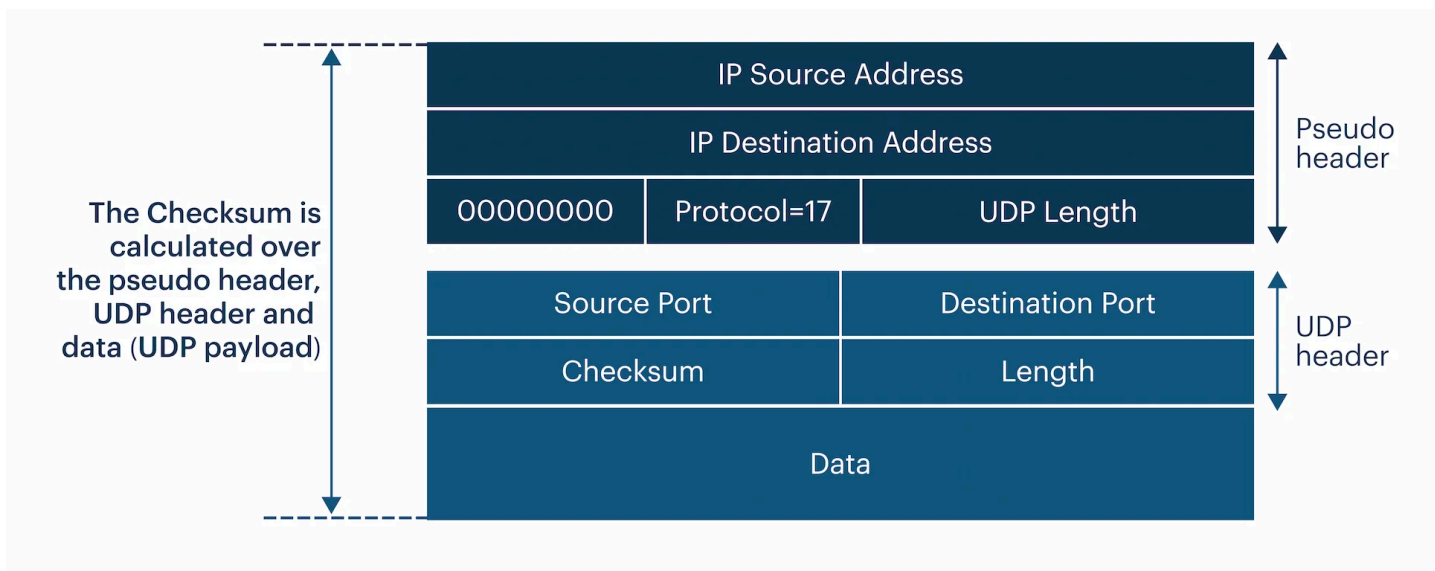 IP Source Address
IP Destination Address
00000000 Protocol=17 UDP Length
Pseudo
header
The Checksum is
calculated over
the pseudo header,
UDP header and
data (UDP payload)
Source Port Destination Port
Checksum Length
UDP
header
Data